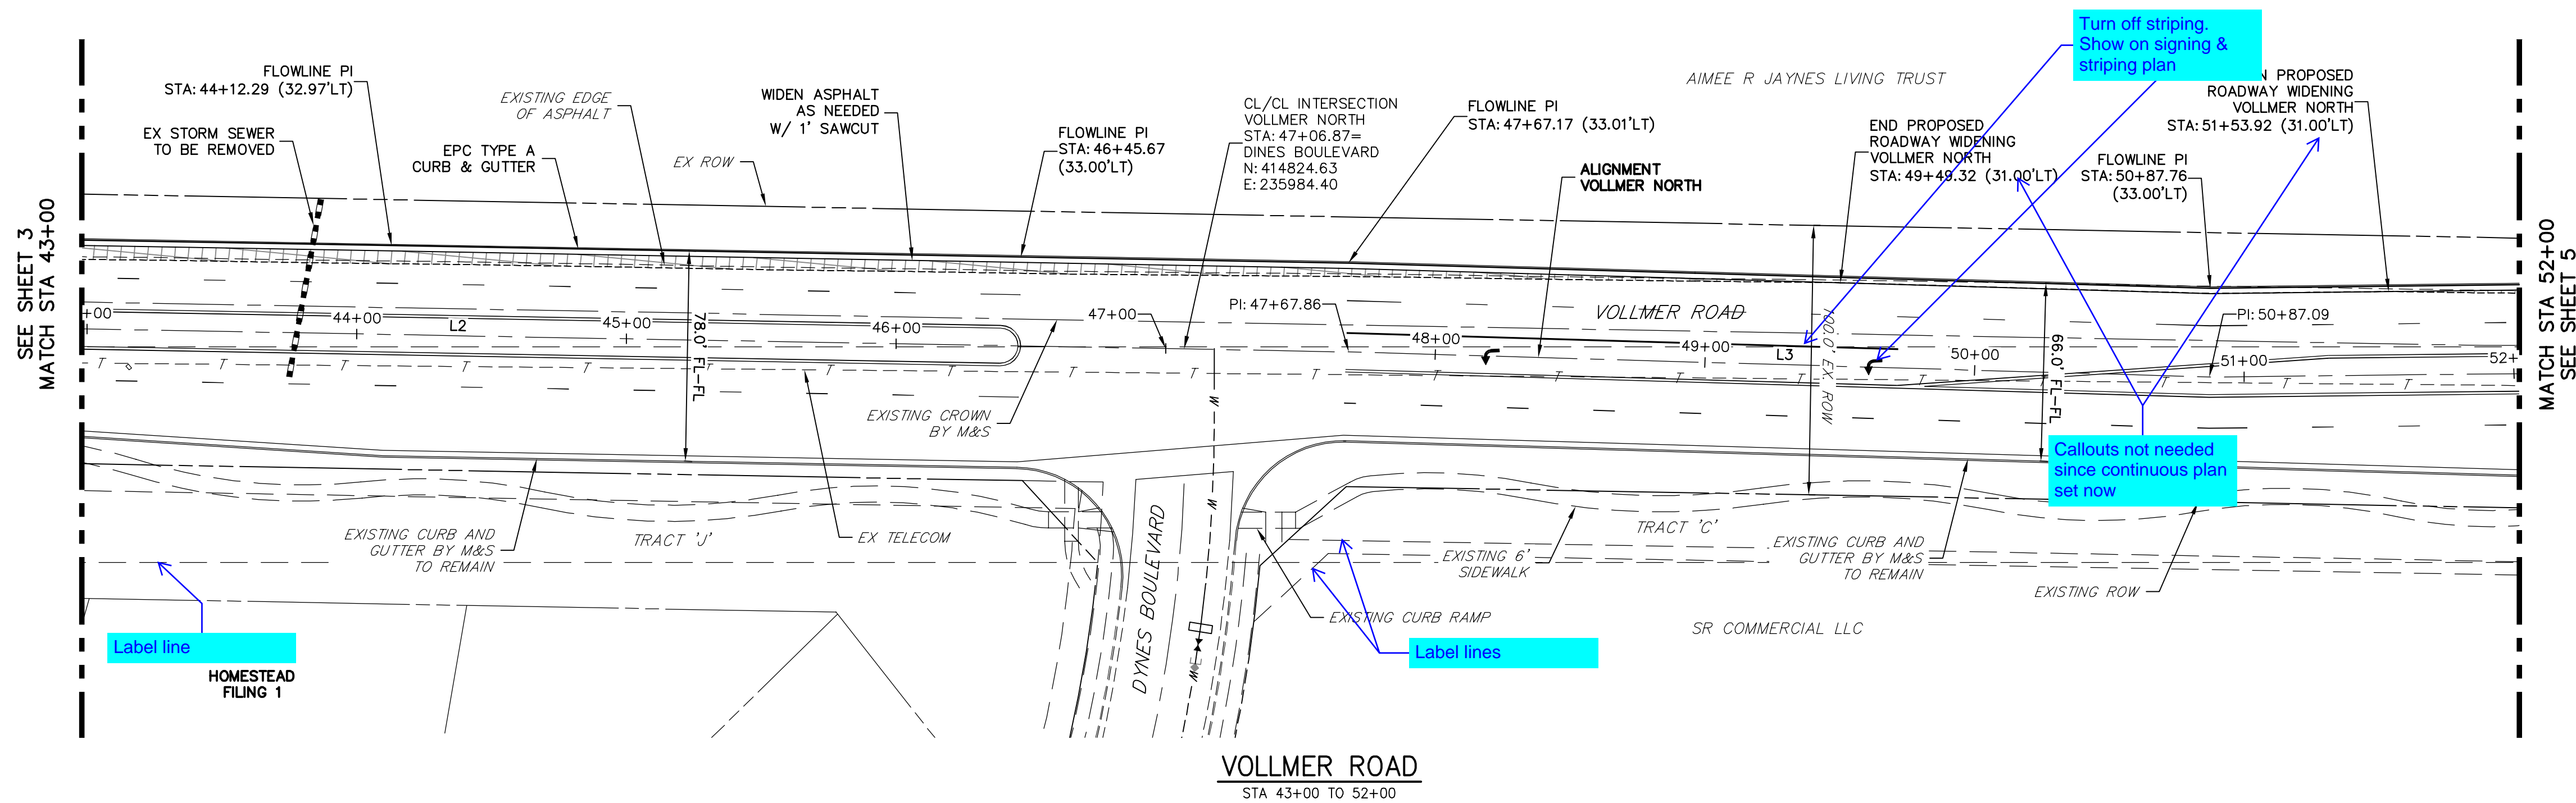 Turn off striping.
Show on signing &
striping plan
AIMEE R JAYNES LIVING TRUST
FLOWLINE PI
STA: 44+12.29 (32.97'LT)
EX STORM SEWER
TO BE REMOVED
EXISTING EDGE
OF ASPHALT
EPC TYPE A
CURB & GUTTER
EX ROW
WIDEN ASPHALT
AS NEEDED
W/ 1' SAWCUT
FLOWLINE PI
STA: 46+45.67
(33.00'LT)
CL/CL INTERSECTION
VOLLMER NORTH
STA: 47+06.87=
DINES BOULEVARD
N: 414824.63
E: 235984.40
FLOWLINE PI
STA: 47+67.17 (33.01'LT)
ALIGNMENT
VOLLMER NORTH
END PROPOSED
ROADWAY WIDENING
VOLLMER NORTH
STA: 49+49.32 (31.00'LT)
PROPOSED
ROADWAY WIDENING
VOLLMER NORTH
STA: 51+53.92 (31.00'LT)
FLOWLINE PI
STA: 50+87.76
(33.00'LT)
SEE SHEET 3
MATCH STA 43+00
MATCH STA 52+00
SEE SHEET 5
+00
44+00
L2
45+00
78.0' FL-FL
46+00
47+00
PI: 47+67.86
VOLLMER ROAD
48+00
49+00
L3
100.0' EX ROW
50+00
66.0' FL-FL
PI: 50+87.09
51+00
52+
T T T T T T T T T T T T T T T T T T T T
W
W
EXISTING CROWN
BY M&S
Callouts not needed
since continuous plan
set now
EXISTING CURB AND
GUTTER BY M&S
TO REMAIN
TRACT 'J'
EX TELECOM
DYNES BOULEVARD
EXISTING 6'
SIDEWALK
TRACT 'C'
EXISTING CURB AND
GUTTER BY M&S
TO REMAIN
EXISTING ROW
EXISTING CURB RAMP
SR COMMERCIAL LLC
Label line
Label lines
HOMESTEAD
FILING 1
VOLLMER ROAD
STA 43+00 TO 52+00